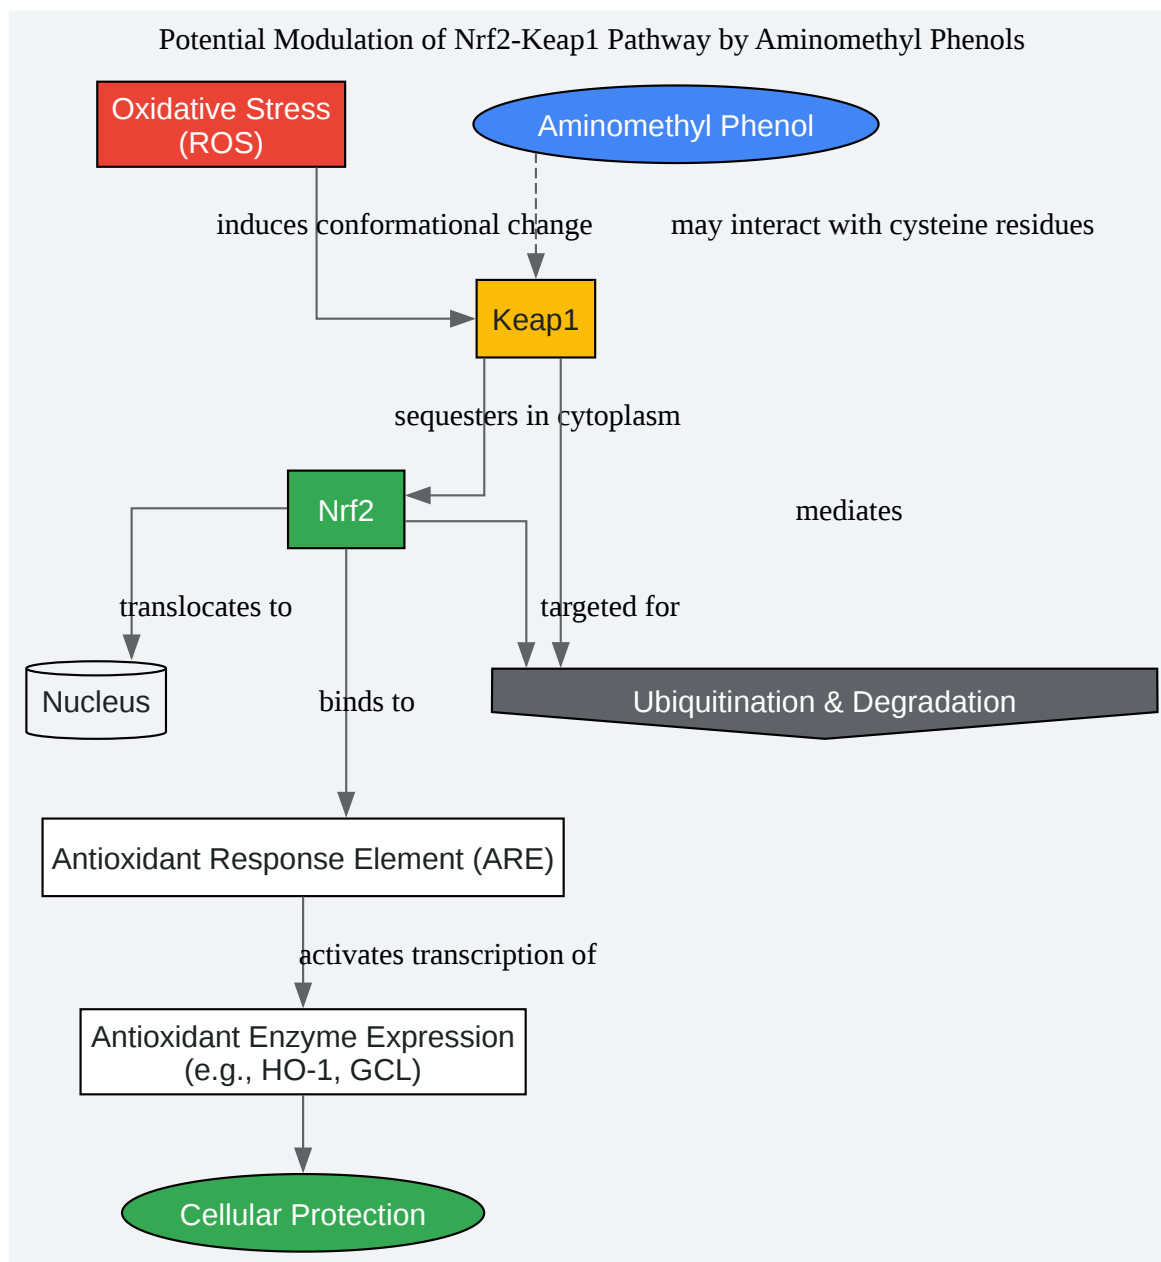 Potential Modulation of Nrf2-Keap1 Pathway by Aminomethyl Phenols
Oxidative Stress
(ROS)
Aminomethyl Phenol
induces conformational change
may interact with cysteine residues
Keap1
sequesters in cytoplasm
Nrf2
mediates
translocates to
targeted for
Nucleus
binds to
Ubiquitination & Degradation
Antioxidant Response Element (ARE)
activates transcription of
Antioxidant Enzyme Expression
(e.g., HO-1, GCL)
Cellular Protection